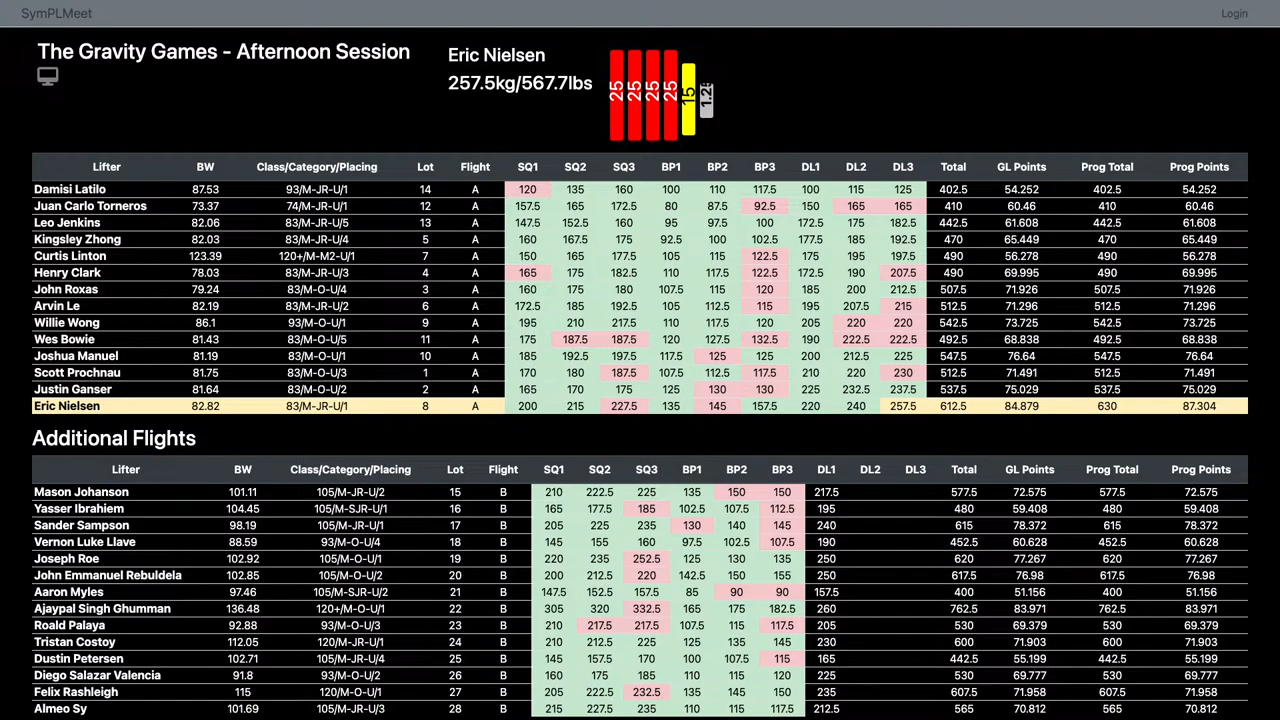 SymPLMeet Login
The Gravity Games - Afternoon Session
Eric Nielsen
257.5kg/567.7lbs
25 25 25 25 15 1.25
Lifter BW Class/Category/Placing Lot Flight SQ1 SQ2 SQ3 BP1 BP2 BP3 DL1 DL2 DL3 Total GL Points Prog Total Prog Points
Damisi Latilo 87.53 93/M-JR-U/1 14 A 120 135 160 100 110 117.5 100 115 125 402.5 54.252 402.5 54.252
Juan Carlo Torneros 73.37 74/M-JR-U/1 12 A 157.5 165 172.5 80 87.5 92.5 150 165 165 410 60.46 410 60.46
Leo Jenkins 82.06 83/M-JR-U/5 13 A 147.5 152.5 160 95 97.5 100 172.5 175 182.5 442.5 61.608 442.5 61.608
Kingsley Zhong 82.03 83/M-JR-U/4 5 A 160 167.5 175 92.5 100 102.5 177.5 185 192.5 470 65.449 470 65.449
Curtis Linton 123.39 120+/M-M2-U/1 7 A 150 165 177.5 105 115 122.5 175 195 197.5 490 56.278 490 56.278
Henry Clark 78.03 83/M-JR-U/3 4 A 165 175 182.5 110 117.5 122.5 172.5 190 207.5 490 69.995 490 69.995
John Roxas 79.24 83/M-O-U/4 3 A 160 175 180 107.5 115 120 185 200 212.5 507.5 71.926 507.5 71.926
Arvin Le 82.19 83/M-JR-U/2 6 A 172.5 185 192.5 105 112.5 115 195 207.5 215 512.5 71.296 512.5 71.296
Willie Wong 86.1 93/M-O-U/1 9 A 195 210 217.5 110 117.5 120 205 220 220 542.5 73.725 542.5 73.725
Wes Bowie 81.43 83/M-O-U/5 11 A 175 187.5 187.5 120 127.5 132.5 190 222.5 222.5 492.5 68.838 492.5 68.838
Joshua Manuel 81.19 83/M-O-U/1 10 A 185 192.5 197.5 117.5 125 125 200 212.5 225 547.5 76.64 547.5 76.64
Scott Prochnau 81.75 83/M-O-U/3 1 A 170 180 187.5 107.5 112.5 117.5 210 220 230 512.5 71.491 512.5 71.491
Justin Ganser 81.64 83/M-O-U/2 2 A 165 170 175 125 130 130 225 232.5 237.5 537.5 75.029 537.5 75.029
Eric Nielsen 82.82 83/M-JR-U/1 8 A 200 215 227.5 135 145 157.5 220 240 257.5 612.5 84.879 630 87.304
Additional Flights
Lifter BW Class/Category/Placing Lot Flight SQ1 SQ2 SQ3 BP1 BP2 BP3 DL1 DL2 DL3 Total GL Points Prog Total Prog Points
Mason Johanson 101.11 105/M-JR-U/2 15 B 210 222.5 225 135 150 150 217.5 577.5 72.575 577.5 72.575
Yasser Ibrahiem 104.45 105/M-SJR-U/1 16 B 165 177.5 185 102.5 107.5 112.5 195 480 59.408 480 59.408
Sander Sampson 98.19 105/M-JR-U/1 17 B 205 225 235 130 140 145 240 615 78.372 615 78.372
Vernon Luke Llave 88.59 93/M-O-U/4 18 B 145 155 160 97.5 102.5 107.5 190 452.5 60.628 452.5 60.628
Joseph Roe 102.92 105/M-O-U/1 19 B 220 235 252.5 125 130 135 250 620 77.267 620 77.267
John Emmanuel Rebuldela 102.85 105/M-O-U/2 20 B 200 212.5 220 142.5 150 155 250 617.5 76.98 617.5 76.98
Aaron Myles 97.46 105/M-SJR-U/2 21 B 147.5 152.5 157.5 85 90 90 157.5 400 51.156 400 51.156
Ajaypal Singh Ghumman 136.48 120+/M-O-U/1 22 B 305 320 332.5 165 175 182.5 260 762.5 83.971 762.5 83.971
Roald Palaya 92.88 93/M-O-U/3 23 B 210 217.5 217.5 107.5 115 117.5 205 530 69.379 530 69.379
Tristan Costoy 112.05 120/M-JR-U/1 24 B 210 212.5 225 125 135 145 230 600 71.903 600 71.903
Dustin Petersen 102.71 105/M-JR-U/4 25 B 145 157.5 170 100 107.5 115 165 442.5 55.199 442.5 55.199
Diego Salazar Valencia 91.8 93/M-O-U/2 26 B 160 175 185 110 115 120 225 530 69.777 530 69.777
Felix Rashleigh 115 120/M-O-U/1 27 B 205 222.5 232.5 135 145 150 235 607.5 71.958 607.5 71.958
Almeo Sy 101.69 105/M-JR-U/3 28 B 215 227.5 235 110 115 117.5 212.5 565 70.812 565 70.812